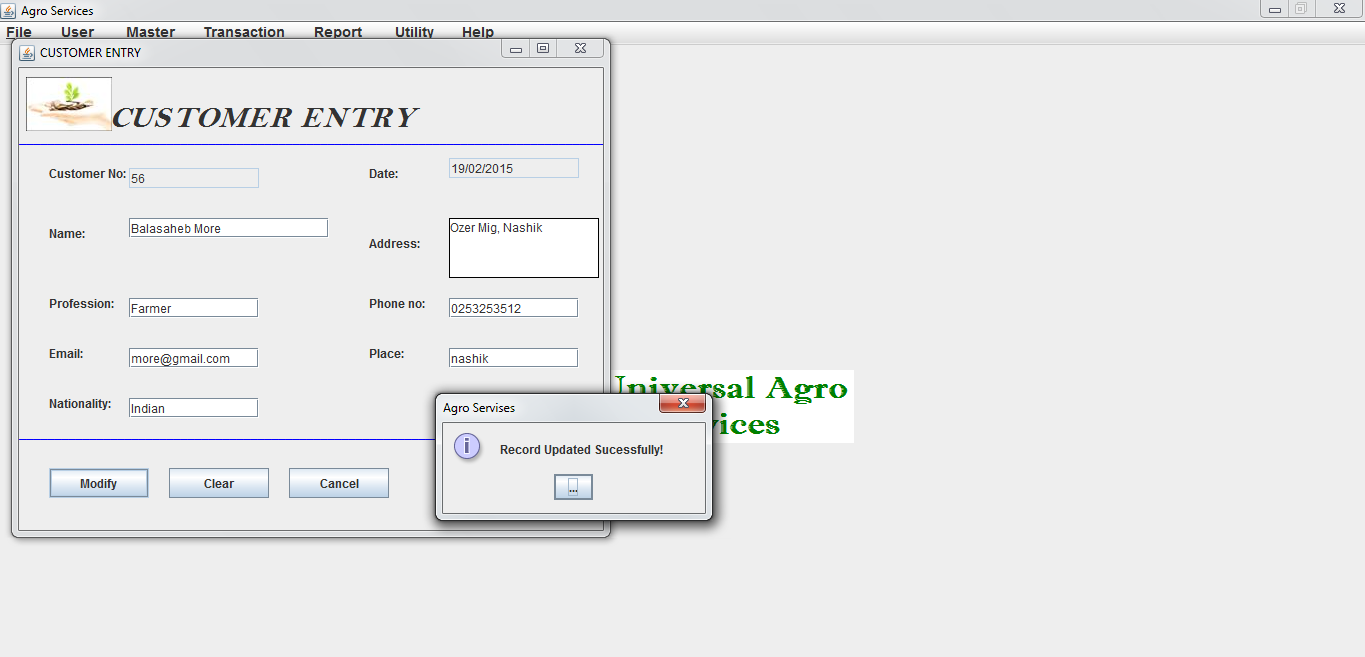 Agro Services
File User Master Transaction Report Utility Help
CUSTOMER ENTRY
CUSTOMER ENTRY
Customer No: 56
Date: 19/02/2015
Name: Balasaheb More
Address: Ozer Mig, Nashik
Profession: Farmer
Phone no: 0253253512
Email: more@gmail.com
Place: nashik
Nationality: Indian
Universal Agro
vices
Agro Servises
Record Updated Sucessfully!
...
Modify Clear Cancel